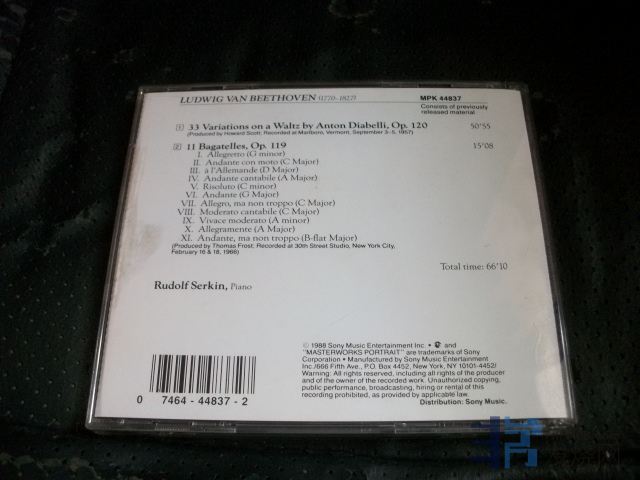 LUDWIG VAN BEETHOVEN (1770-1827)
MPK 44837
Consists of previously
released material
1 33 Variations on a Waltz by Anton Diabelli, Op. 120 50'55
(Produced by Howard Scott; Recorded at Marlboro, Vermont, September 3-5, 1957)
2 11 Bagatelles, Op. 119 15'08
I. Allegretto (G minor)
II. Andante con moto (C Major)
III. à l'Allemande (D Major)
IV. Andante cantabile (A Major)
V. Risoluto (C minor)
VI. Andante (G Major)
VII. Allegro, ma non troppo (C Major)
VIII. Moderato cantabile (C Major)
IX. Vivace moderato (A minor)
X. Allegramente (A Major)
XI. Andante, ma non troppo (B-flat Major)
(Produced by Thomas Frost; Recorded at 30th Street Studio, New York City,
February 16 & 18, 1966)
Total time: 66'10
Rudolf Serkin, Piano
© 1988 Sony Music Entertainment Inc. • and
"MASTERWORKS PORTRAIT" are trademarks of Sony
Corporation • Manufactured by Sony Music Entertainment
Inc./666 Fifth Ave., P.O. Box 4452, New York, NY 10101-4452/
Warning: All rights reserved, including all rights of the producer
and of the owner of the recorded work. Unauthorized copying,
public performance, broadcasting, hiring or rental of this
recording prohibited, as provided by applicable law.
Distribution: Sony Music.
0 7464-44837-2